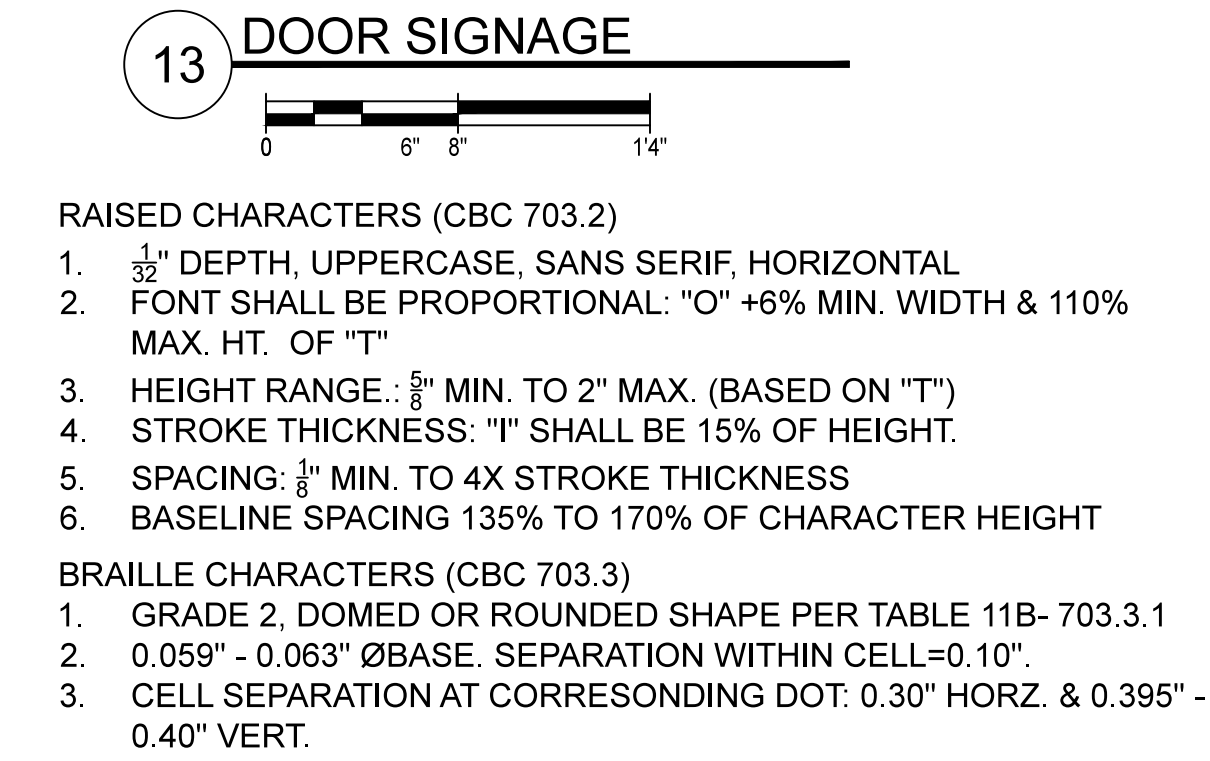 13 DOOR SIGNAGE
0 6" 8" 1'4"
RAISED CHARACTERS (CBC 703.2)
1. 1/32" DEPTH, UPPERCASE, SANS SERIF, HORIZONTAL
2. FONT SHALL BE PROPORTIONAL: "O" +6% MIN. WIDTH & 110%
MAX. HT. OF "T"
3. HEIGHT RANGE.: 5/8" MIN. TO 2" MAX. (BASED ON "T")
4. STROKE THICKNESS: "I" SHALL BE 15% OF HEIGHT.
5. SPACING: 1/8" MIN. TO 4X STROKE THICKNESS
6. BASELINE SPACING 135% TO 170% OF CHARACTER HEIGHT
BRAILLE CHARACTERS (CBC 703.3)
1. GRADE 2, DOMED OR ROUNDED SHAPE PER TABLE 11B- 703.3.1
2. 0.059" - 0.063" ØBASE. SEPARATION WITHIN CELL=0.10".
3. CELL SEPARATION AT CORRESONDING DOT: 0.30" HORZ. & 0.395" -
0.40" VERT.